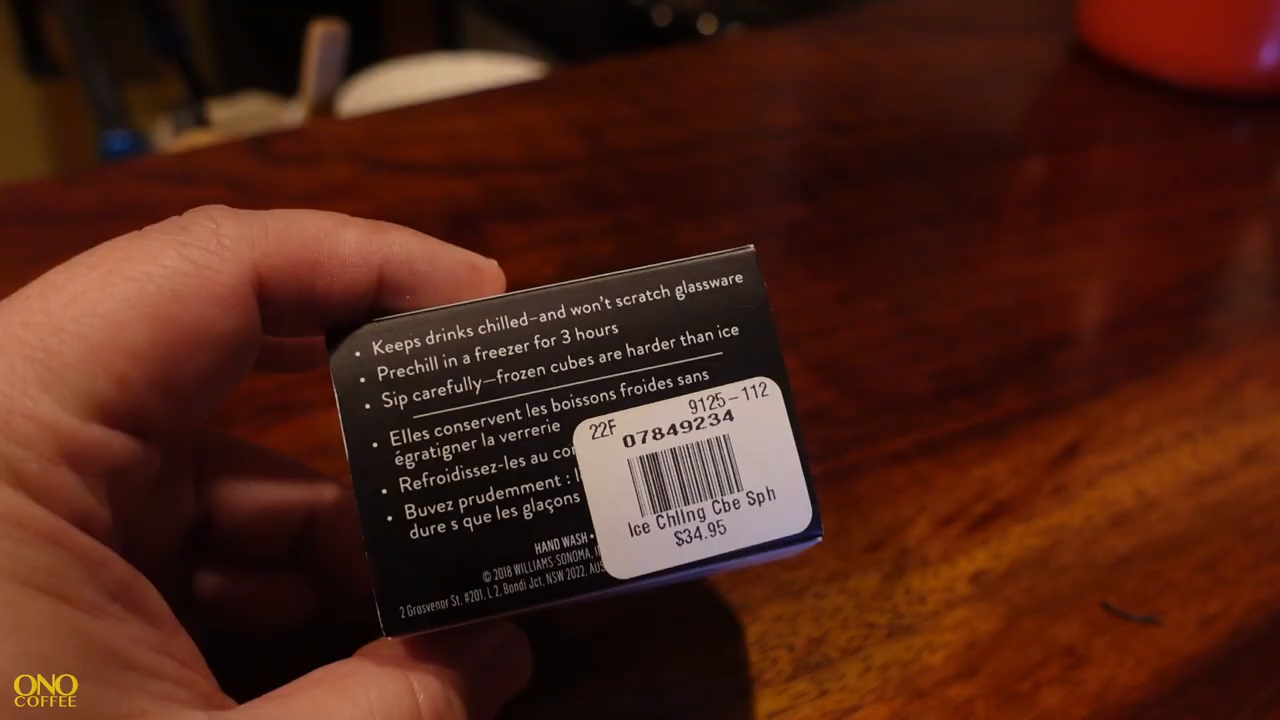 • Keeps drinks chilled–and won't scratch glassware
• Prechill in a freezer for 3 hours
• Sip carefully—frozen cubes are harder than ice
• Elles conservent les boissons froides sans
égratigner la verrerie
• Refroidissez-les au
• Buvez prudemment :
dure s que les glaçons
HAND WASH •
© 2018 WILLIAMS-SONOMA,
2 Grosvenor St. #201, L 2, Bondi Jct, NSW 2022,
22F
9125-112
07849234
Ice Chllng Cbe Sph
$34.95
ONO
COFFEE